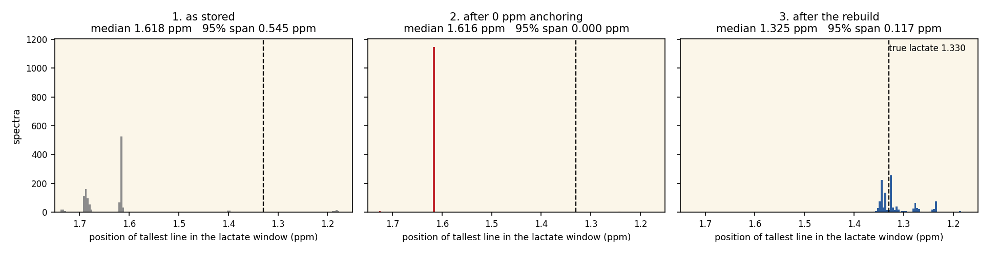 1. as stored
median 1.618 ppm   95% span 0.545 ppm
1200
1000
800
600
400
200
0
spectra
1.7 1.6 1.5 1.4 1.3 1.2
position of tallest line in the lactate window (ppm)
2. after 0 ppm anchoring
median 1.616 ppm   95% span 0.000 ppm
1.7 1.6 1.5 1.4 1.3 1.2
position of tallest line in the lactate window (ppm)
3. after the rebuild
median 1.325 ppm   95% span 0.117 ppm
true lactate 1.330
1.7 1.6 1.5 1.4 1.3 1.2
position of tallest line in the lactate window (ppm)